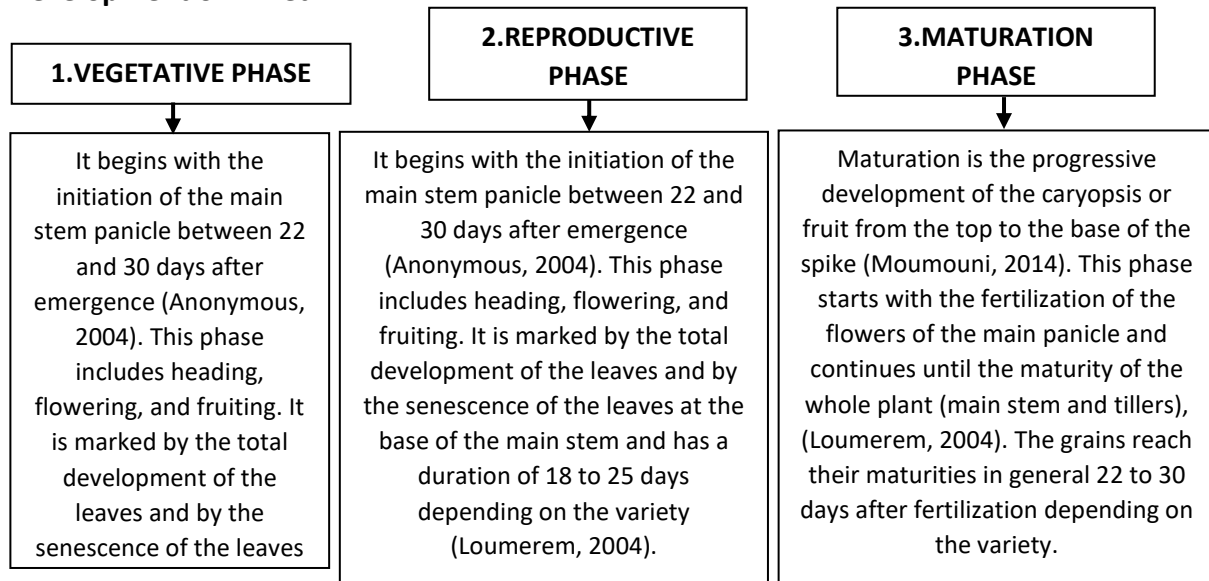 1.VEGETATIVE PHASE
It begins with the
initiation of the main
stem panicle between 22
and 30 days after
emergence (Anonymous,
2004). This phase
includes heading,
flowering, and fruiting. It
is marked by the total
development of the
leaves and by the
senescence of the leaves
2.REPRODUCTIVE
PHASE
It begins with the initiation of the
main stem panicle between 22 and
30 days after emergence
(Anonymous, 2004). This phase
includes heading, flowering, and
fruiting. It is marked by the total
development of the leaves and by
the senescence of the leaves at the
base of the main stem and has a
duration of 18 to 25 days
depending on the variety
(Loumerem, 2004).
3.MATURATION
PHASE
Maturation is the progressive
development of the caryopsis or
fruit from the top to the base of the
spike (Moumouni, 2014). This phase
starts with the fertilization of the
flowers of the main panicle and
continues until the maturity of the
whole plant (main stem and tillers),
(Loumerem, 2004). The grains reach
their maturities in general 22 to 30
days after fertilization depending on
the variety.